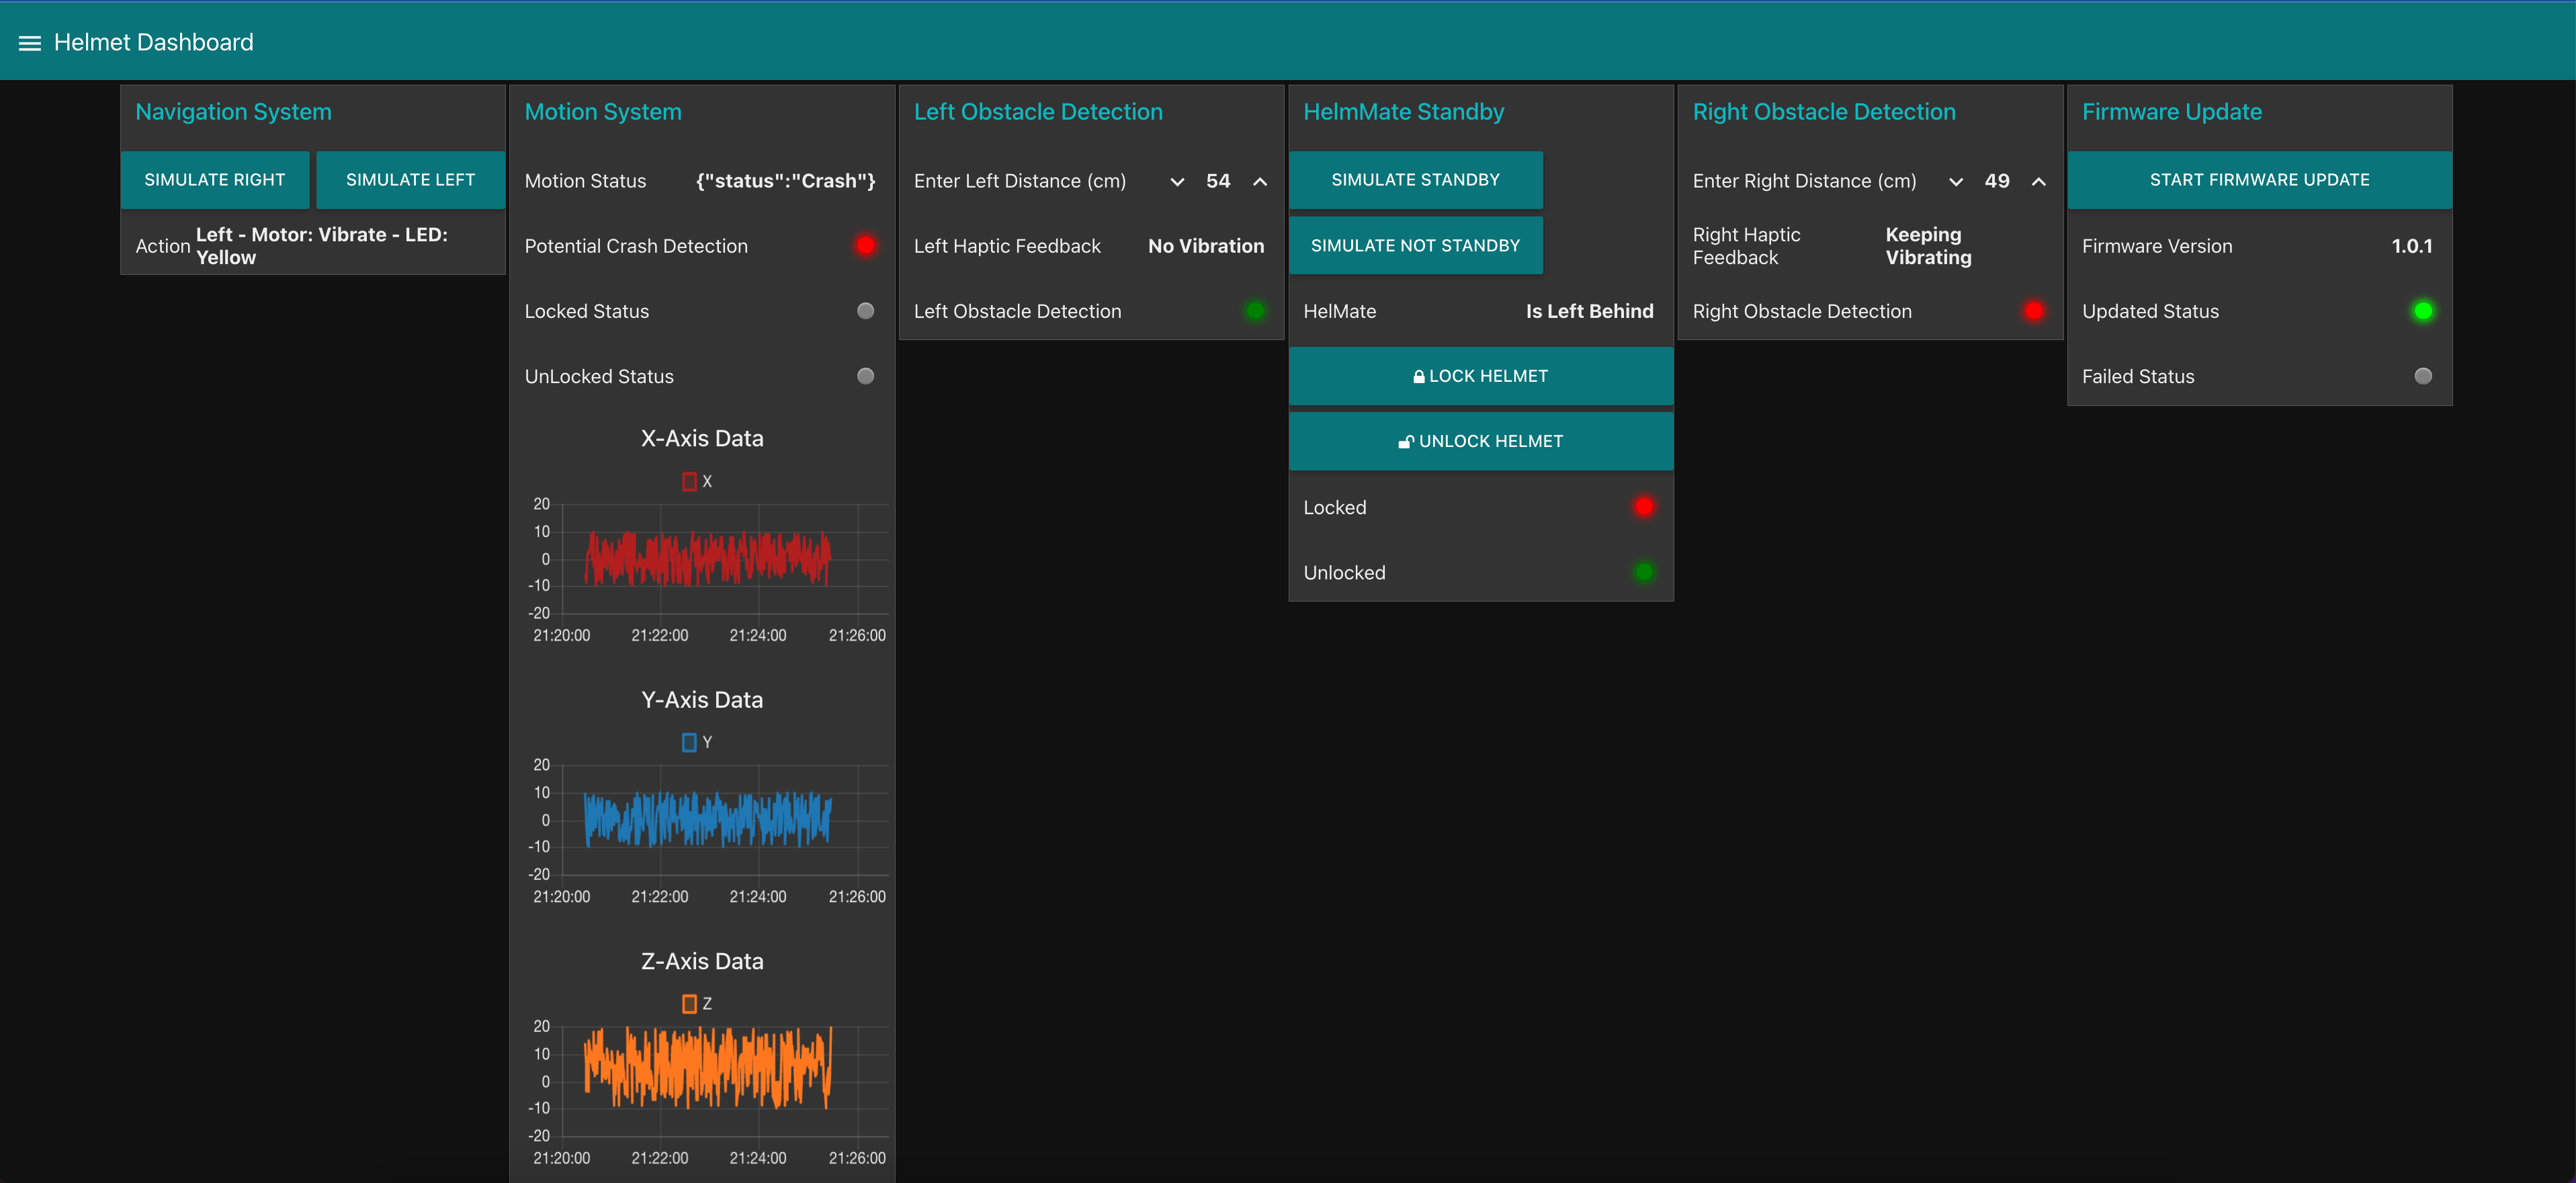 Helmet Dashboard
Navigation System
SIMULATE RIGHT
SIMULATE LEFT
Action
Left - Motor: Vibrate - LED:
Yellow
Motion System
Motion Status
{"status":"Crash"}
Potential Crash Detection
Locked Status
UnLocked Status
X-Axis Data
X
20
10
0
-10
-20
21:20:00
21:22:00
21:24:00
21:26:00
Y-Axis Data
Y
20
10
0
-10
-20
21:20:00
21:22:00
21:24:00
21:26:00
Z-Axis Data
Z
20
10
0
-10
-20
21:20:00
21:22:00
21:24:00
21:26:00
Left Obstacle Detection
Enter Left Distance (cm)
54
Left Haptic Feedback
No Vibration
Left Obstacle Detection
HelmMate Standby
SIMULATE STANDBY
SIMULATE NOT STANDBY
HelMate
Is Left Behind
LOCK HELMET
UNLOCK HELMET
Locked
Unlocked
Right Obstacle Detection
Enter Right Distance (cm)
49
Right Haptic
Feedback
Keeping
Vibrating
Right Obstacle Detection
Firmware Update
START FIRMWARE UPDATE
Firmware Version
1.0.1
Updated Status
Failed Status